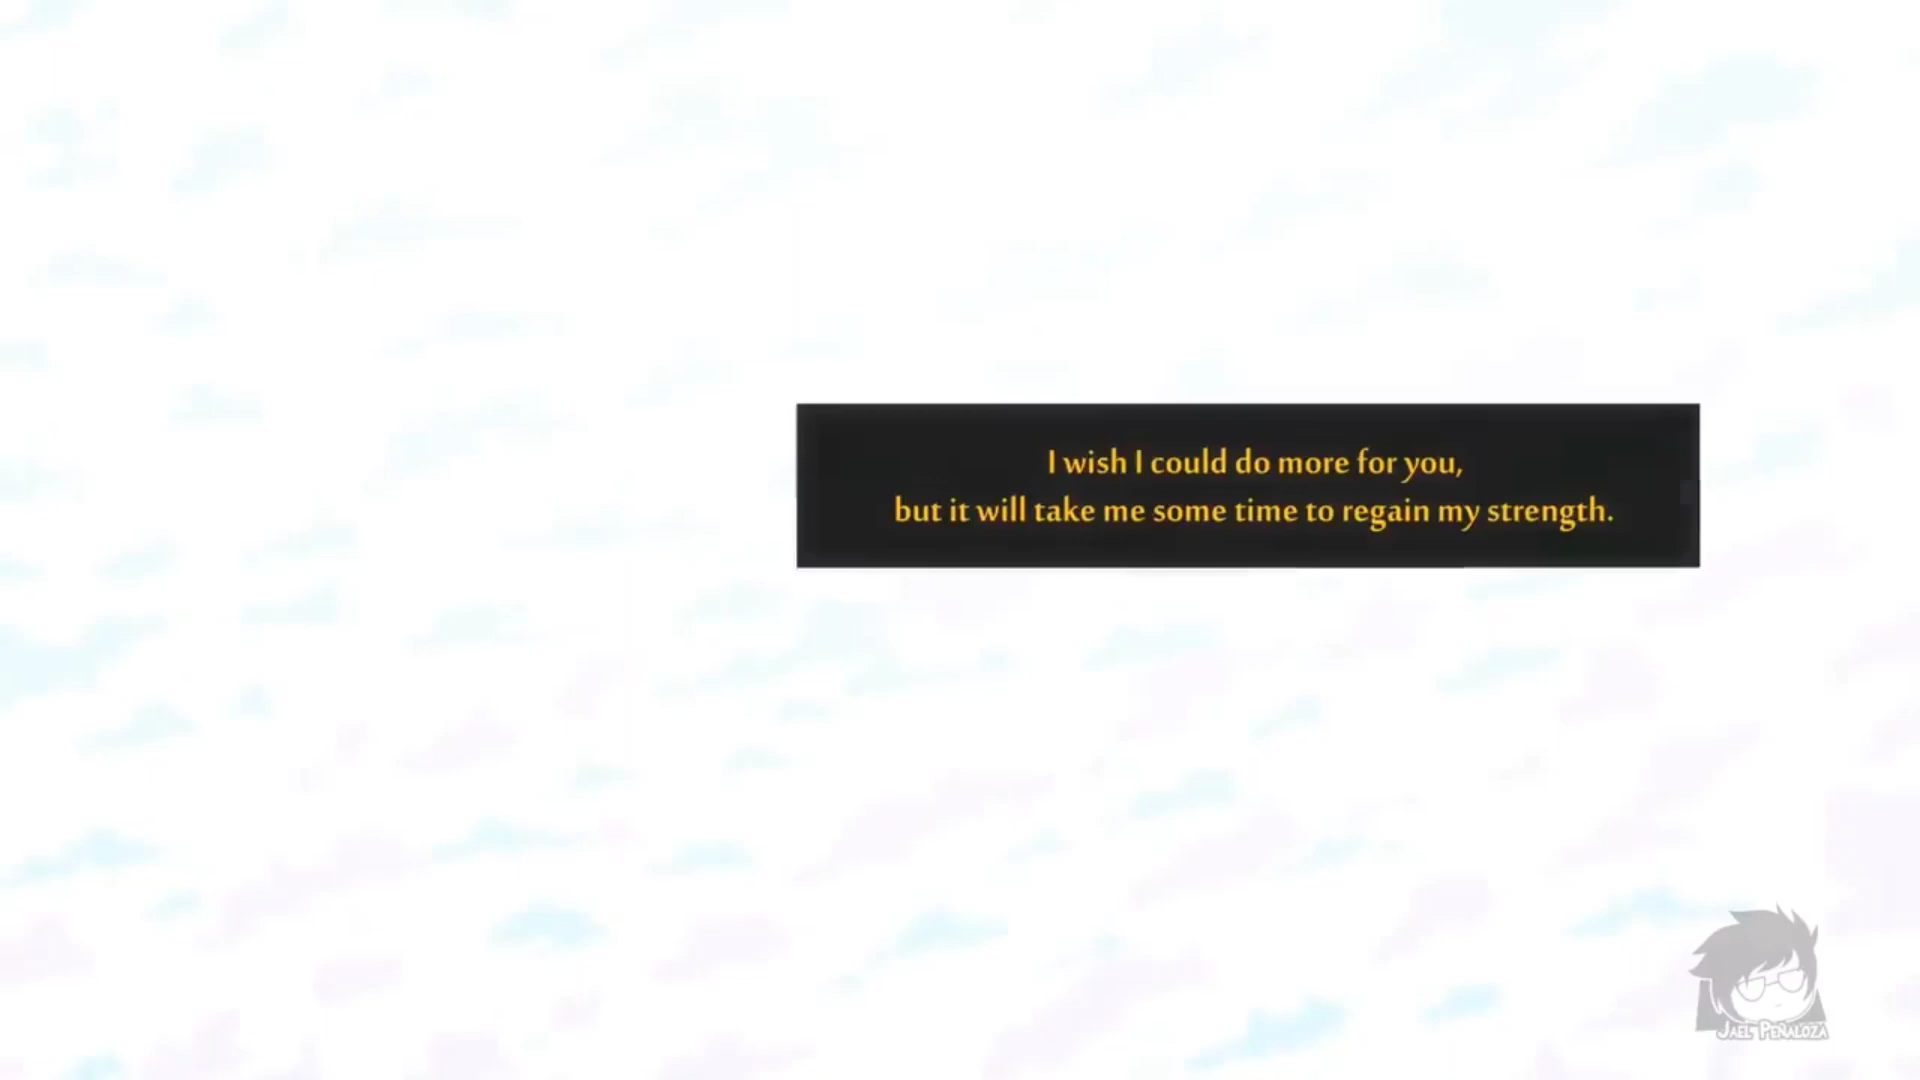 I wish I could do more for you,
but it will take me some time to regain my strength.
JAEL PEÑALOZA